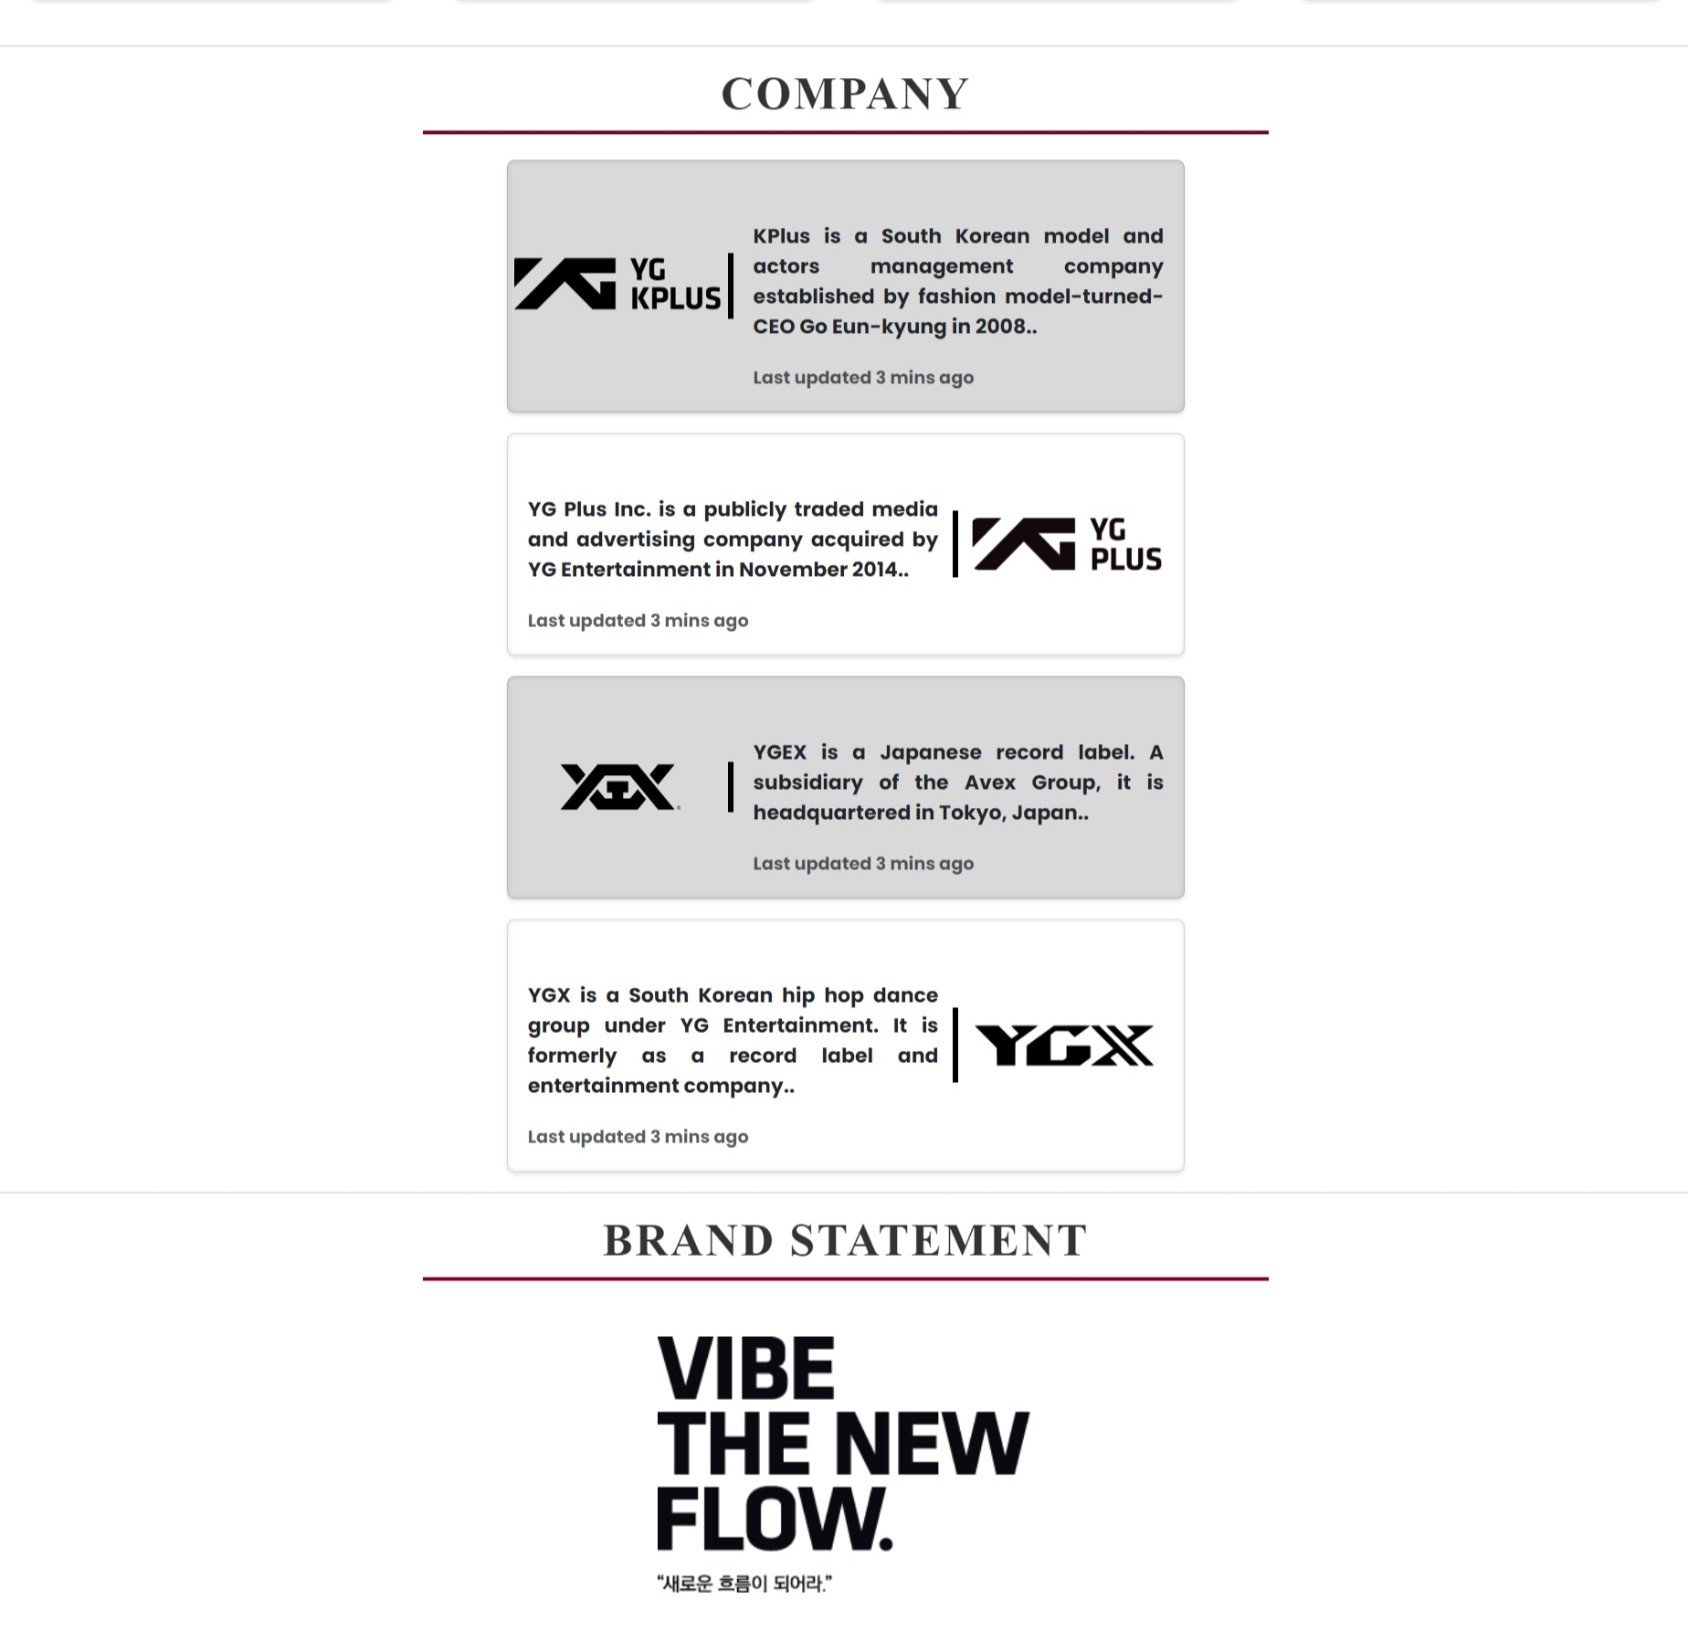 COMPANY
YG
KPLUS
KPlus is a South Korean model and
actors management company
established by fashion model-turned-
CEO Go Eun-kyung in 2008..
Last updated 3 mins ago
YG Plus Inc. is a publicly traded media
and advertising company acquired by
YG Entertainment in November 2014..
Last updated 3 mins ago
YG
PLUS
YGEX is a Japanese record label. A
subsidiary of the Avex Group, it is
headquartered in Tokyo, Japan..
Last updated 3 mins ago
YGX is a South Korean hip hop dance
group under YG Entertainment. It is
formerly as a record label and
entertainment company..
Last updated 3 mins ago
YGX
BRAND STATEMENT
VIBE
THE NEW
FLOW.
“새로운 흐름이 되어라.”